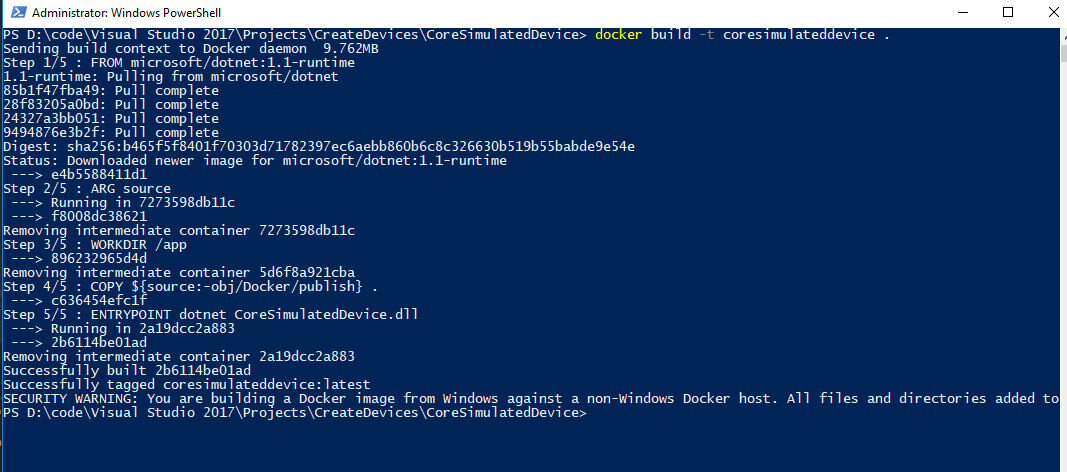 Administrator: Windows PowerShell
PS D:\code\Visual Studio 2017\Projects\CreateDevices\CoreSimulatedDevice> docker build -t coresimulateddevice .
Sending build context to Docker daemon  9.762MB
Step 1/5 : FROM microsoft/dotnet:1.1-runtime
1.1-runtime: Pulling from microsoft/dotnet
85b1f47fba49: Pull complete
28f83205a0bd: Pull complete
24327a3bb051: Pull complete
9494876e3b2f: Pull complete
Digest: sha256:b465f5f8401f70303d71782397ec6aebb860b6c8c326630b519b55babde9e54e
Status: Downloaded newer image for microsoft/dotnet:1.1-runtime
 ---> e4b5588411d1
Step 2/5 : ARG source
 ---> Running in 7273598db11c
 ---> f8008dc38621
Removing intermediate container 7273598db11c
Step 3/5 : WORKDIR /app
 ---> 896232965d4d
Removing intermediate container 5d6f8a921cba
Step 4/5 : COPY ${source:-obj/Docker/publish} .
 ---> c636454efc1f
Step 5/5 : ENTRYPOINT dotnet CoreSimulatedDevice.dll
 ---> Running in 2a19dcc2a883
 ---> 2b6114be01ad
Removing intermediate container 2a19dcc2a883
Successfully built 2b6114be01ad
Successfully tagged coresimulateddevice:latest
SECURITY WARNING: You are building a Docker image from Windows against a non-Windows Docker host. All files and directories added to
PS D:\code\Visual Studio 2017\Projects\CreateDevices\CoreSimulatedDevice>